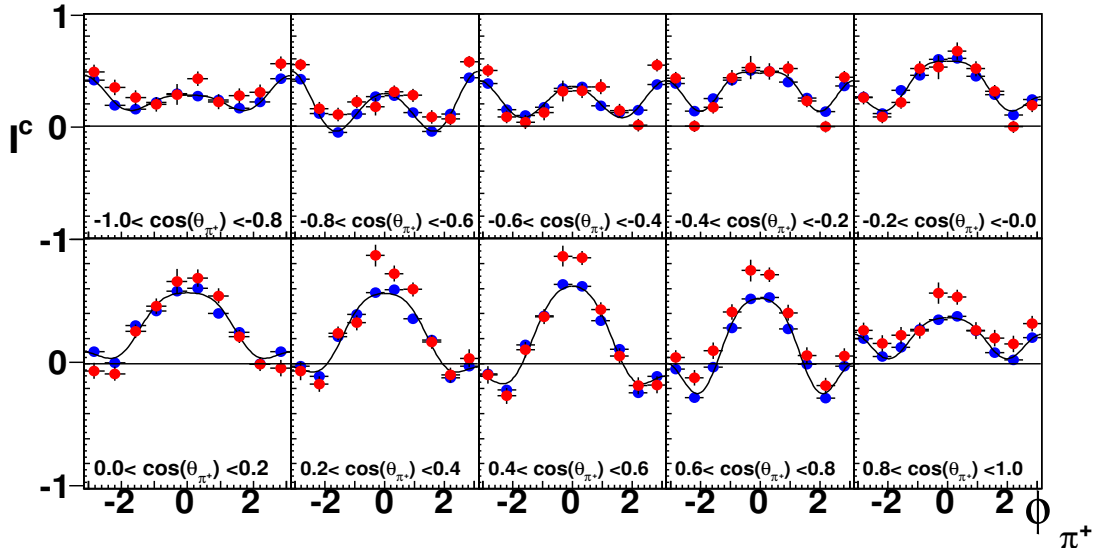 1
I^c
0
-1.0< cos(θ_π+) <-0.8
-0.8< cos(θ_π+) <-0.6
-0.6< cos(θ_π+) <-0.4
-0.4< cos(θ_π+) <-0.2
-0.2< cos(θ_π+) <-0.0
-1
0
0.0< cos(θ_π+) <0.2
0.2< cos(θ_π+) <0.4
0.4< cos(θ_π+) <0.6
0.6< cos(θ_π+) <0.8
0.8< cos(θ_π+) <1.0
-1
-2 0 2 -2 0 2 -2 0 2 -2 0 2 -2 0 2 ϕ π+